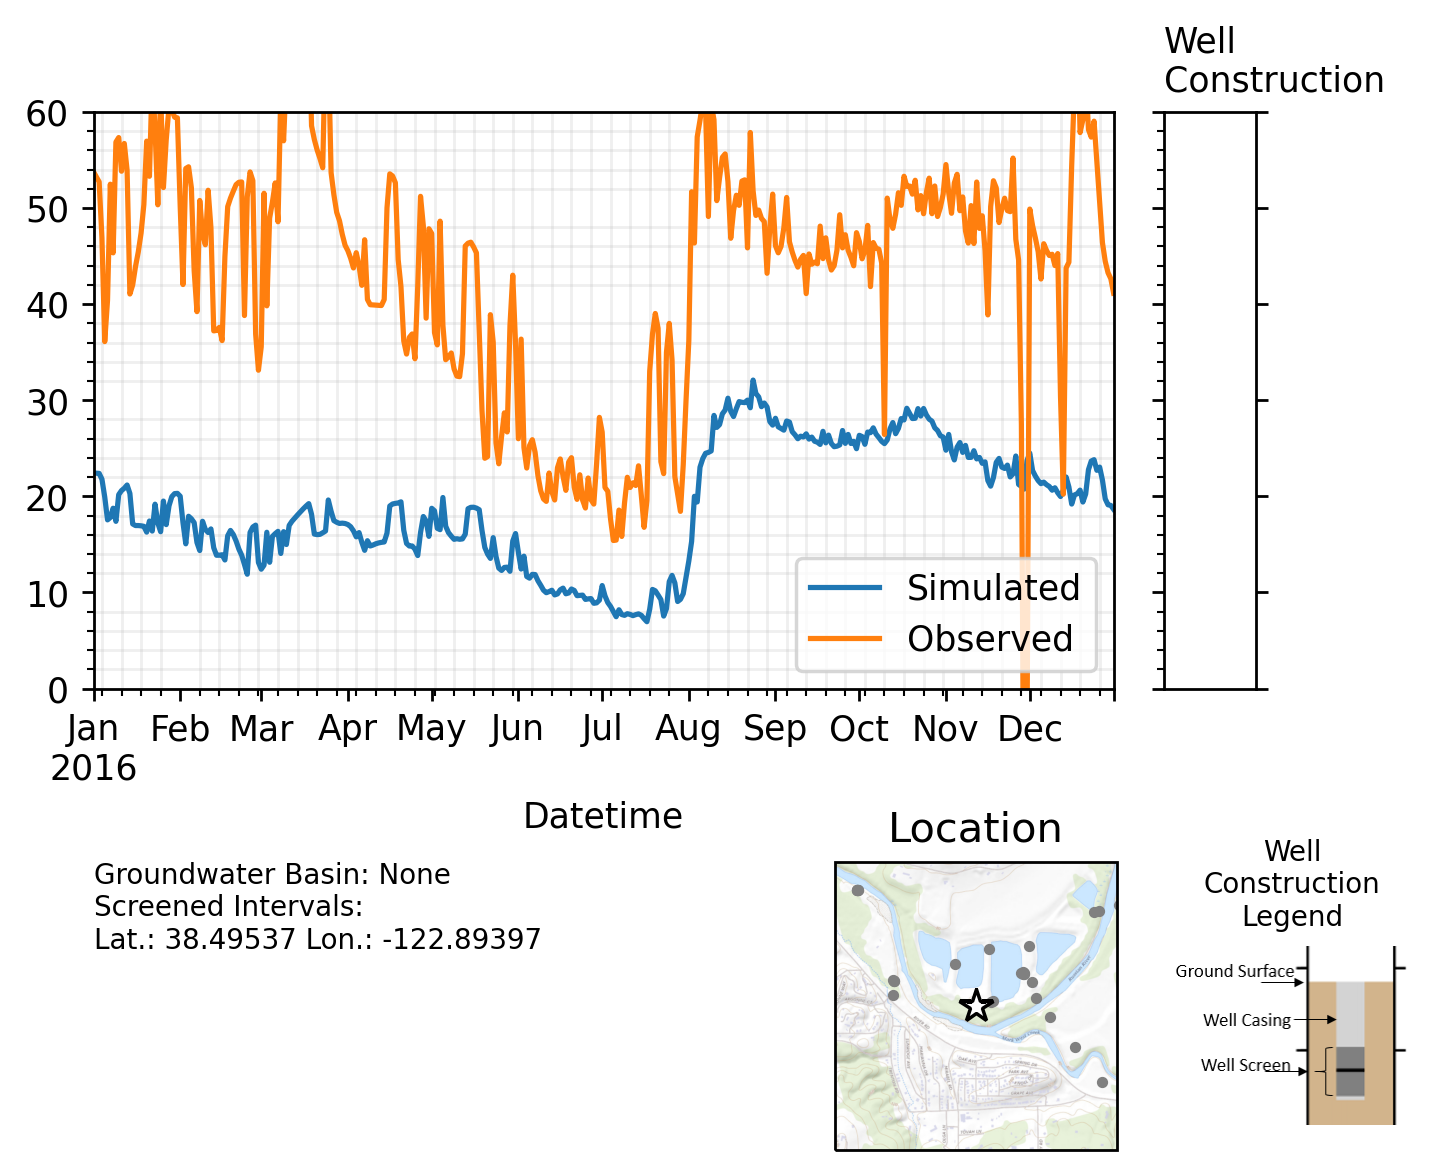 Well
Construction
60
50
40
30
20
10
0
Simulated
Observed
Jan
Feb
Mar
Apr
May
Jun
Jul
Aug
Sep
Oct
Nov
Dec
2016
Datetime
Groundwater Basin: None
Screened Intervals:
Lat.: 38.49537 Lon.: -122.89397
Location
Well
Construction
Legend
Ground Surface
Well Casing
Well Screen